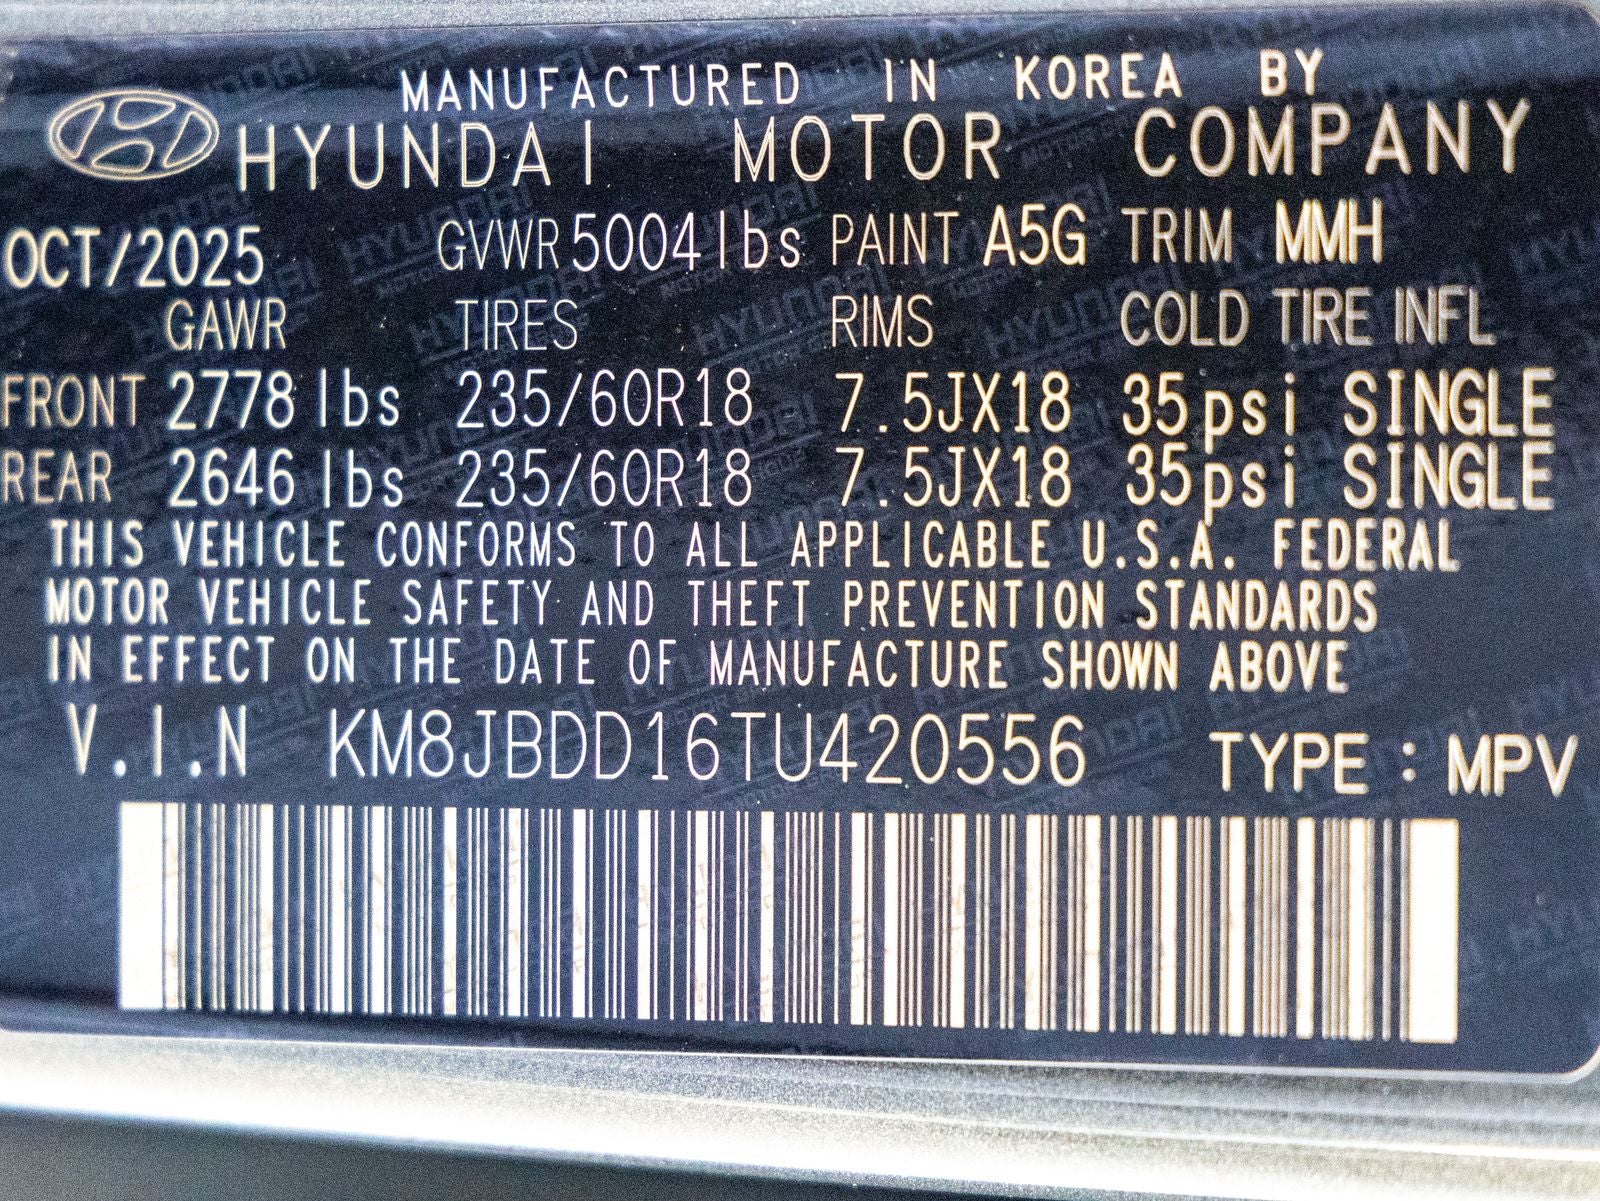 MANUFACTURED IN KOREA BY
HYUNDAI MOTOR COMPANY
OCT/2025 GVWR 5004 lbs PAINT A5G TRIM MMH
GAWR TIRES RIMS COLD TIRE INFL
FRONT 2778 lbs 235/60R18 7.5JX18 35psi SINGLE
REAR 2646 lbs 235/60R18 7.5JX18 35psi SINGLE
THIS VEHICLE CONFORMS TO ALL APPLICABLE U.S.A. FEDERAL
MOTOR VEHICLE SAFETY AND THEFT PREVENTION STANDARDS
IN EFFECT ON THE DATE OF MANUFACTURE SHOWN ABOVE
V.I.N KM8JBDD16TU420556 TYPE : MPV